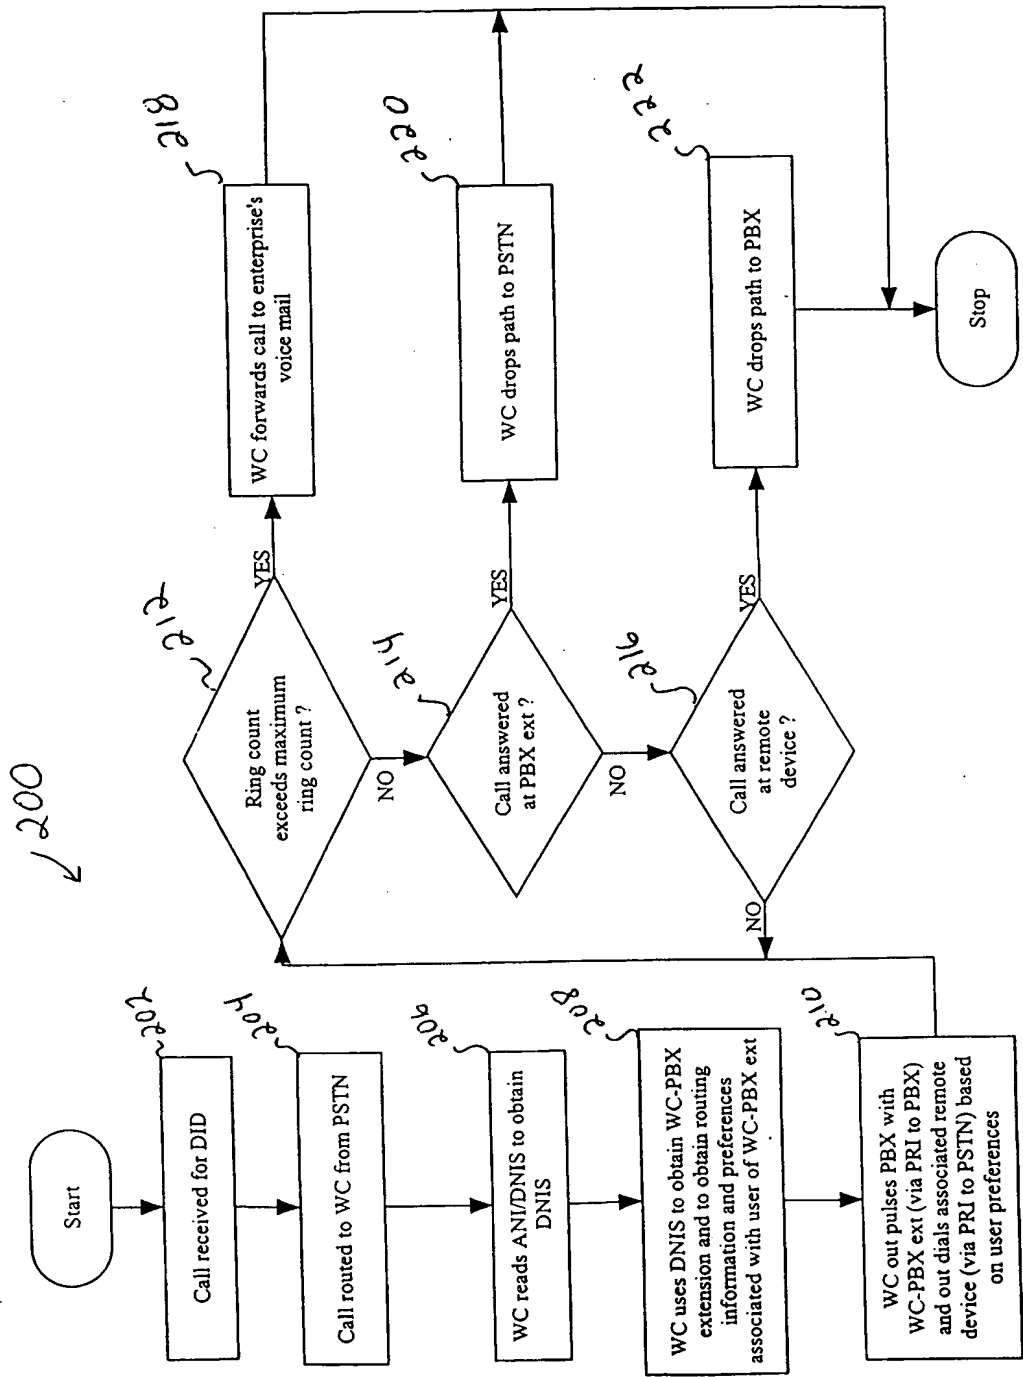 200
Start
202
Call received for DID
204
Call routed to WC from PSTN
206
WC reads ANI/DNIS to obtain
DNIS
208
WC uses DNIS to obtain WC-PBX
extension and to obtain routing
information and preferences
associated with user of WC-PBX ext
210
WC out pulses PBX with
WC-PBX ext (via PRI to PBX)
and out dials associated remote
device (via PRI to PSTN) based
on user preferences
212
Ring count
exceeds maximum
ring count ?
YES
NO
218
WC forwards call to enterprise's
voice mail
214
Call answered
at PBX ext ?
YES
NO
220
WC drops path to PSTN
216
Call answered
at remote
device ?
YES
NO
222
WC drops path to PBX
Stop